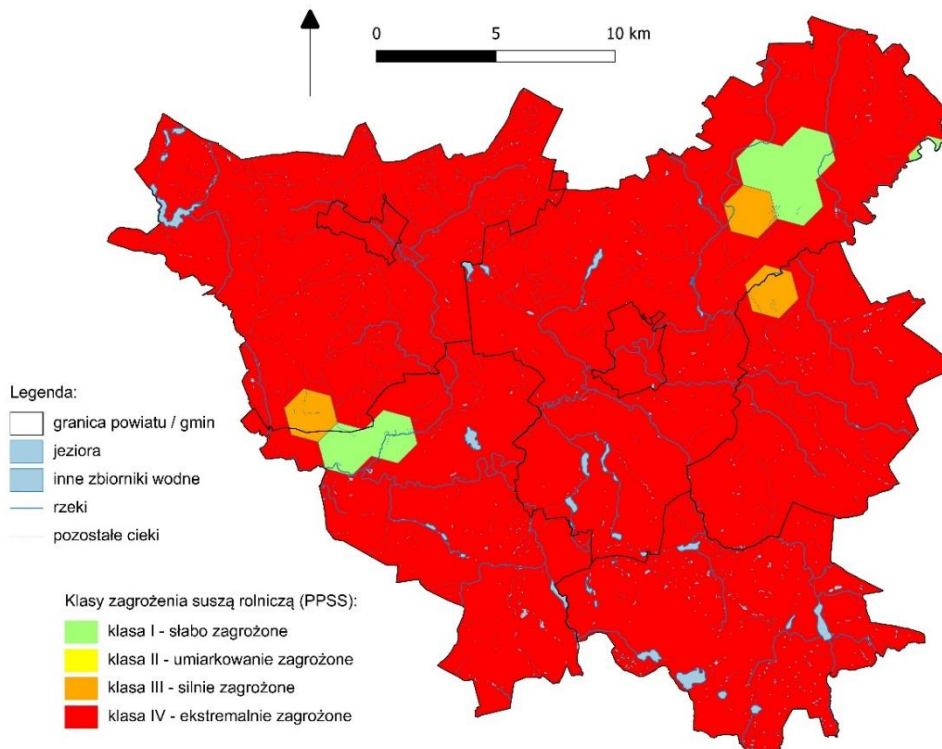 0 5 10 km
Legenda:
granica powiatu / gmin
jeziora
inne zbiorniki wodne
rzeki
pozostałe cieki
Klasy zagrożenia suszą rolniczą (PPSS):
klasa I - słabo zagrożone
klasa II - umiarkowanie zagrożone
klasa III - silnie zagrożone
klasa IV - ekstremalnie zagrożone